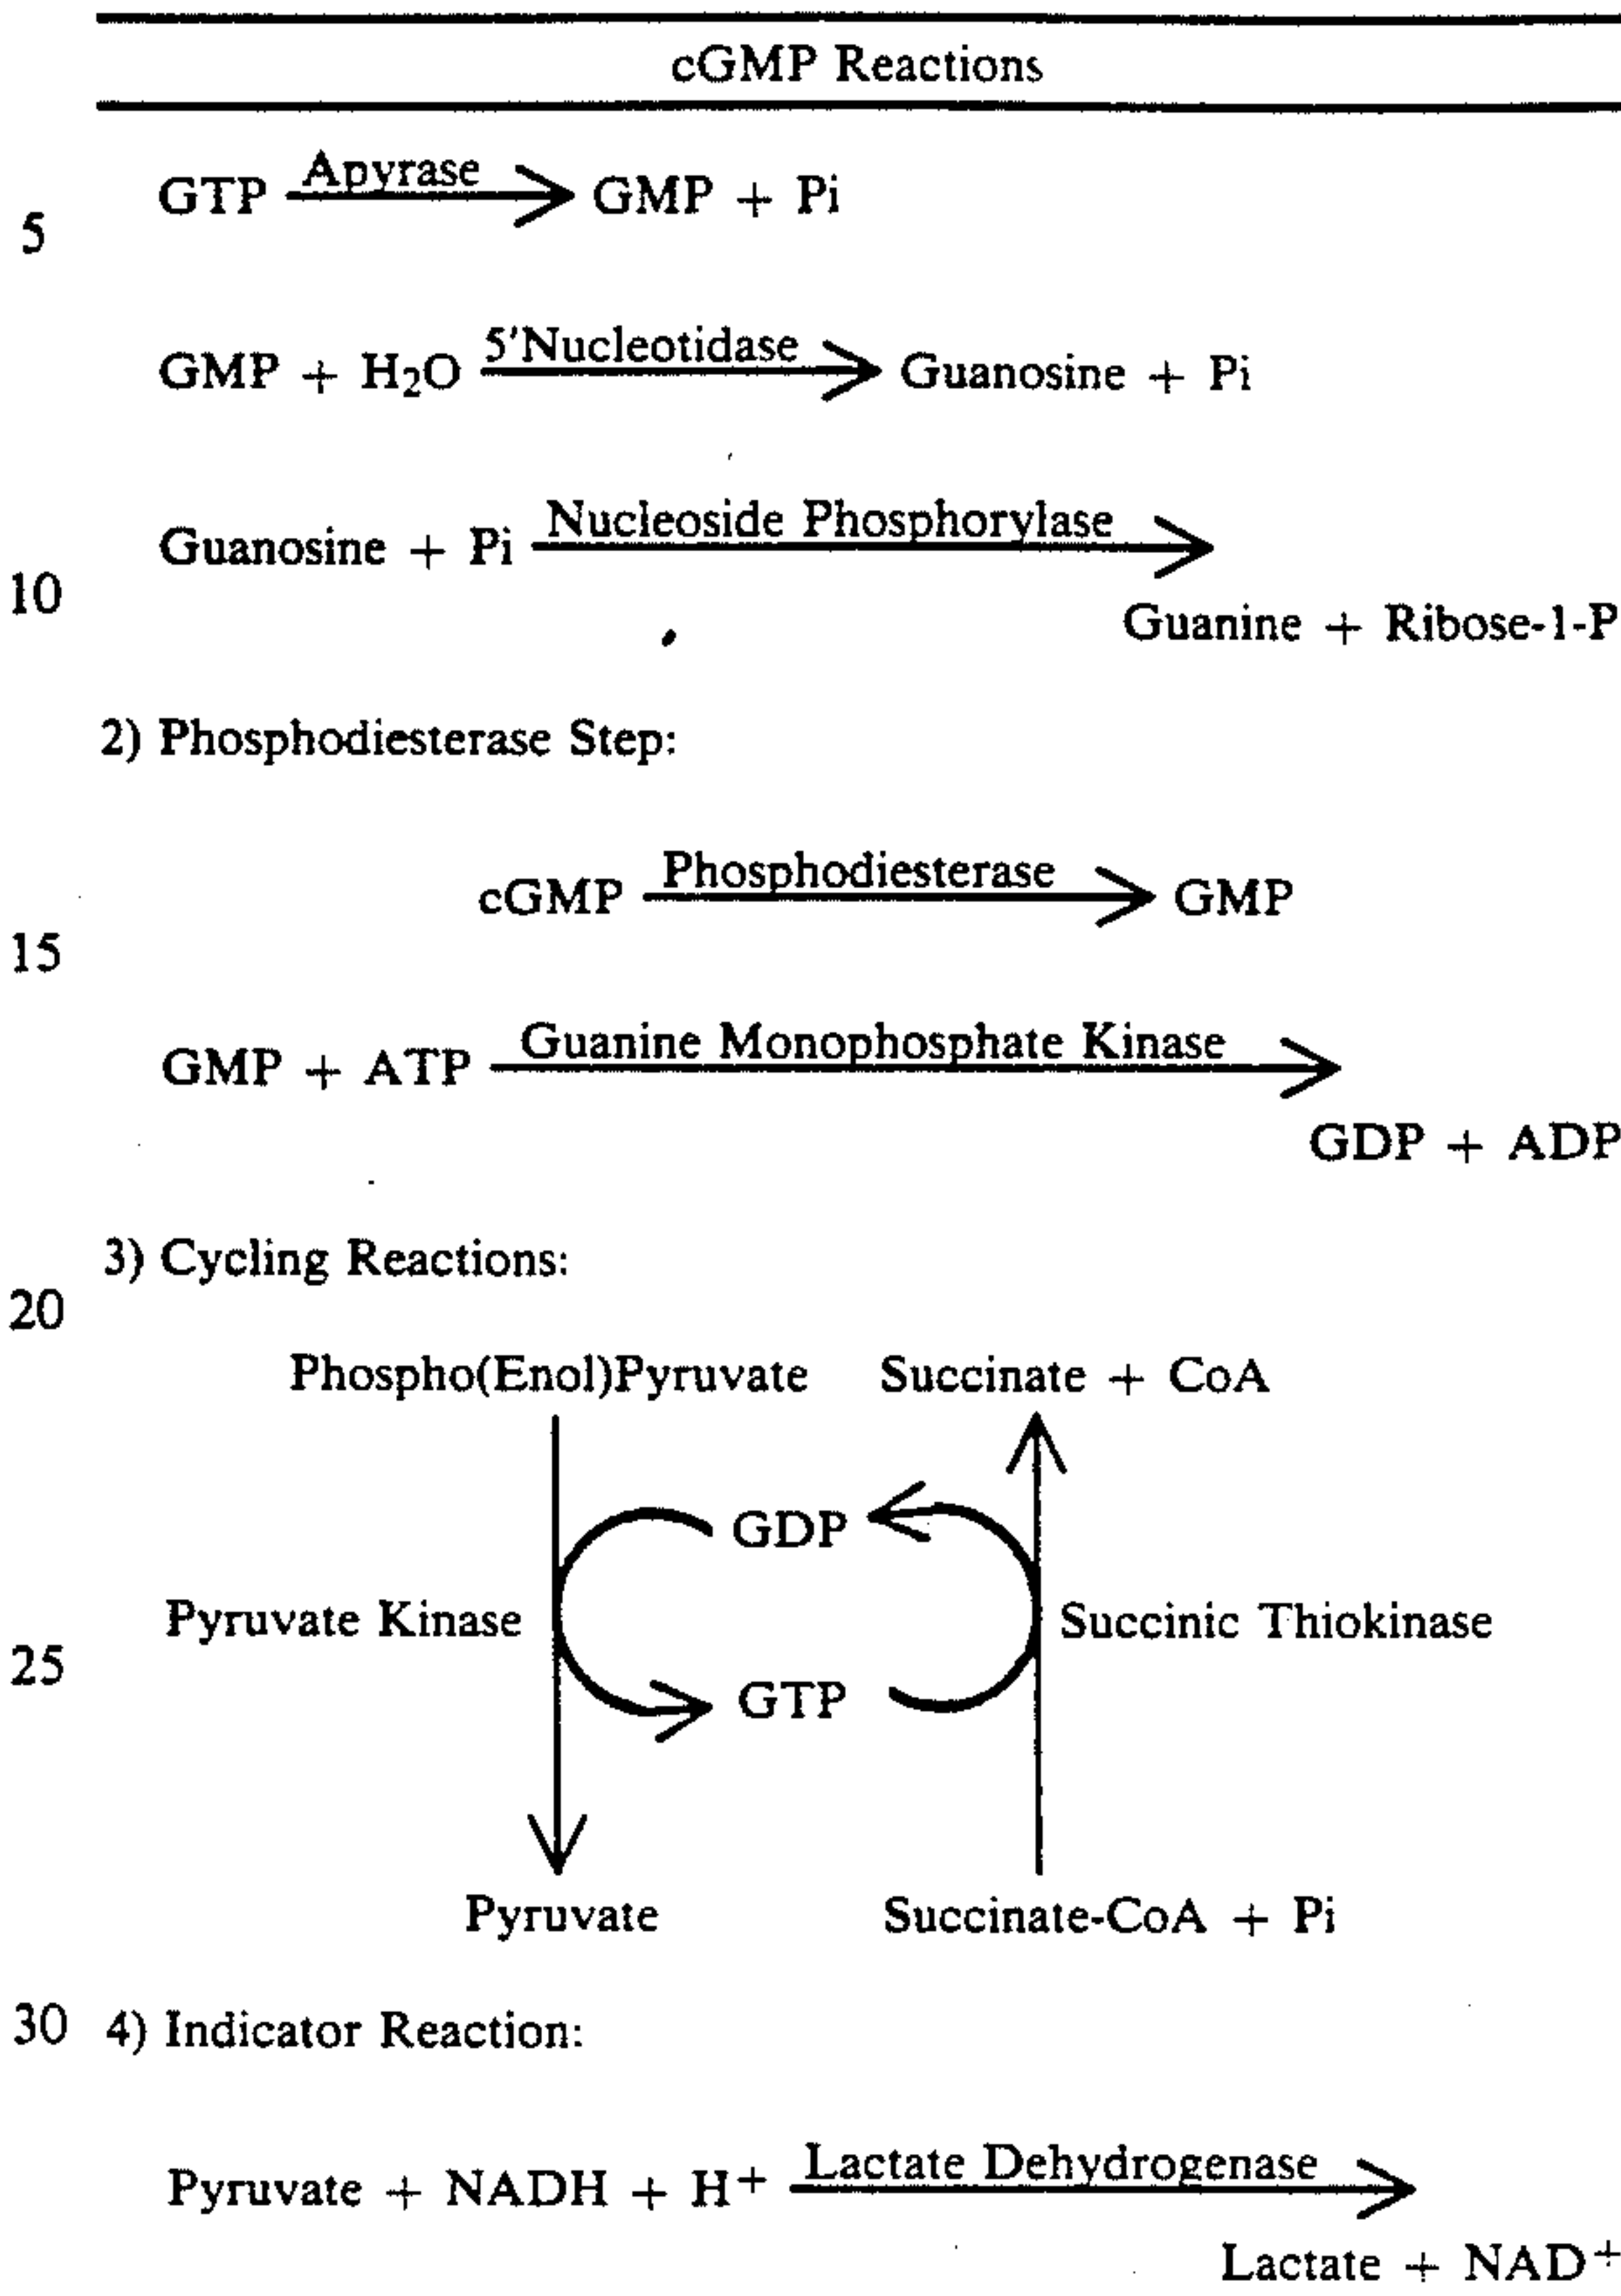 cGMP Reactions
GTP Apyrase GMP + Pi
5
GMP + H₂O 5'Nucleotidase Guanosine + Pi
Guanosine + Pi Nucleoside Phosphorylase
10
Guanine + Ribose-1-P
2) Phosphodiesterase Step:
cGMP Phosphodiesterase GMP
15
GMP + ATP Guanine Monophosphate Kinase
GDP + ADP
3) Cycling Reactions:
20
Phospho(Enol)Pyruvate Succinate + CoA
GDP
Pyruvate Kinase Succinic Thiokinase
25
GTP
Pyruvate Succinate-CoA + Pi
30 4) Indicator Reaction:
Pyruvate + NADH + H⁺ Lactate Dehydrogenase
Lactate + NAD⁺